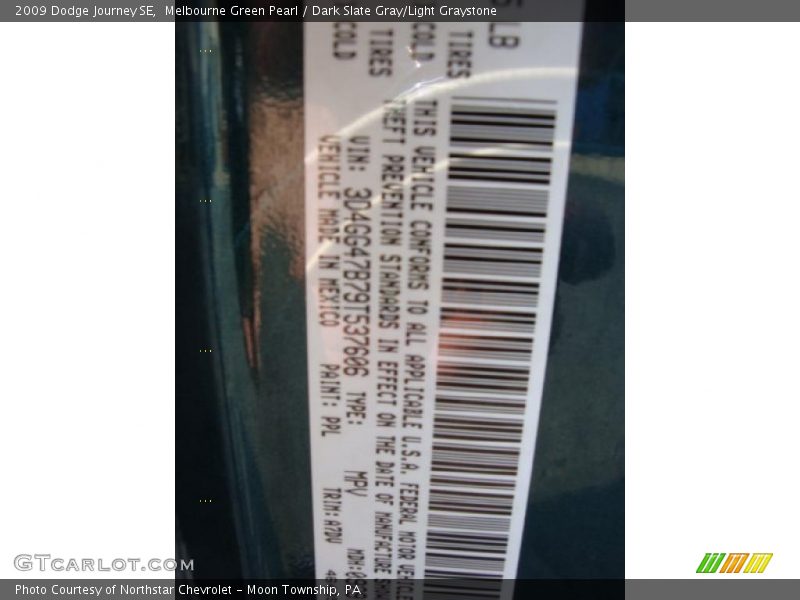 2009 Dodge Journey SE,  Melbourne Green Pearl / Dark Slate Gray/Light Graystone
LB
TIRES
COLD
TIRES
COLD
THIS VEHICLE CONFORMS TO ALL APPLICABLE U.S.A. FEDERAL MOTOR
THEFT PREVENTION STANDARDS IN EFFECT ON THE DATE OF MANUFACTURE
VIN: 3D4GG47B79T537606 TYPE: MPV
VEHICLE MADE IN MEXICO PAINT: PPL TRIM: A7DV
GTCarlot.com
Photo Courtesy of Northstar Chevrolet - Moon Township, PA